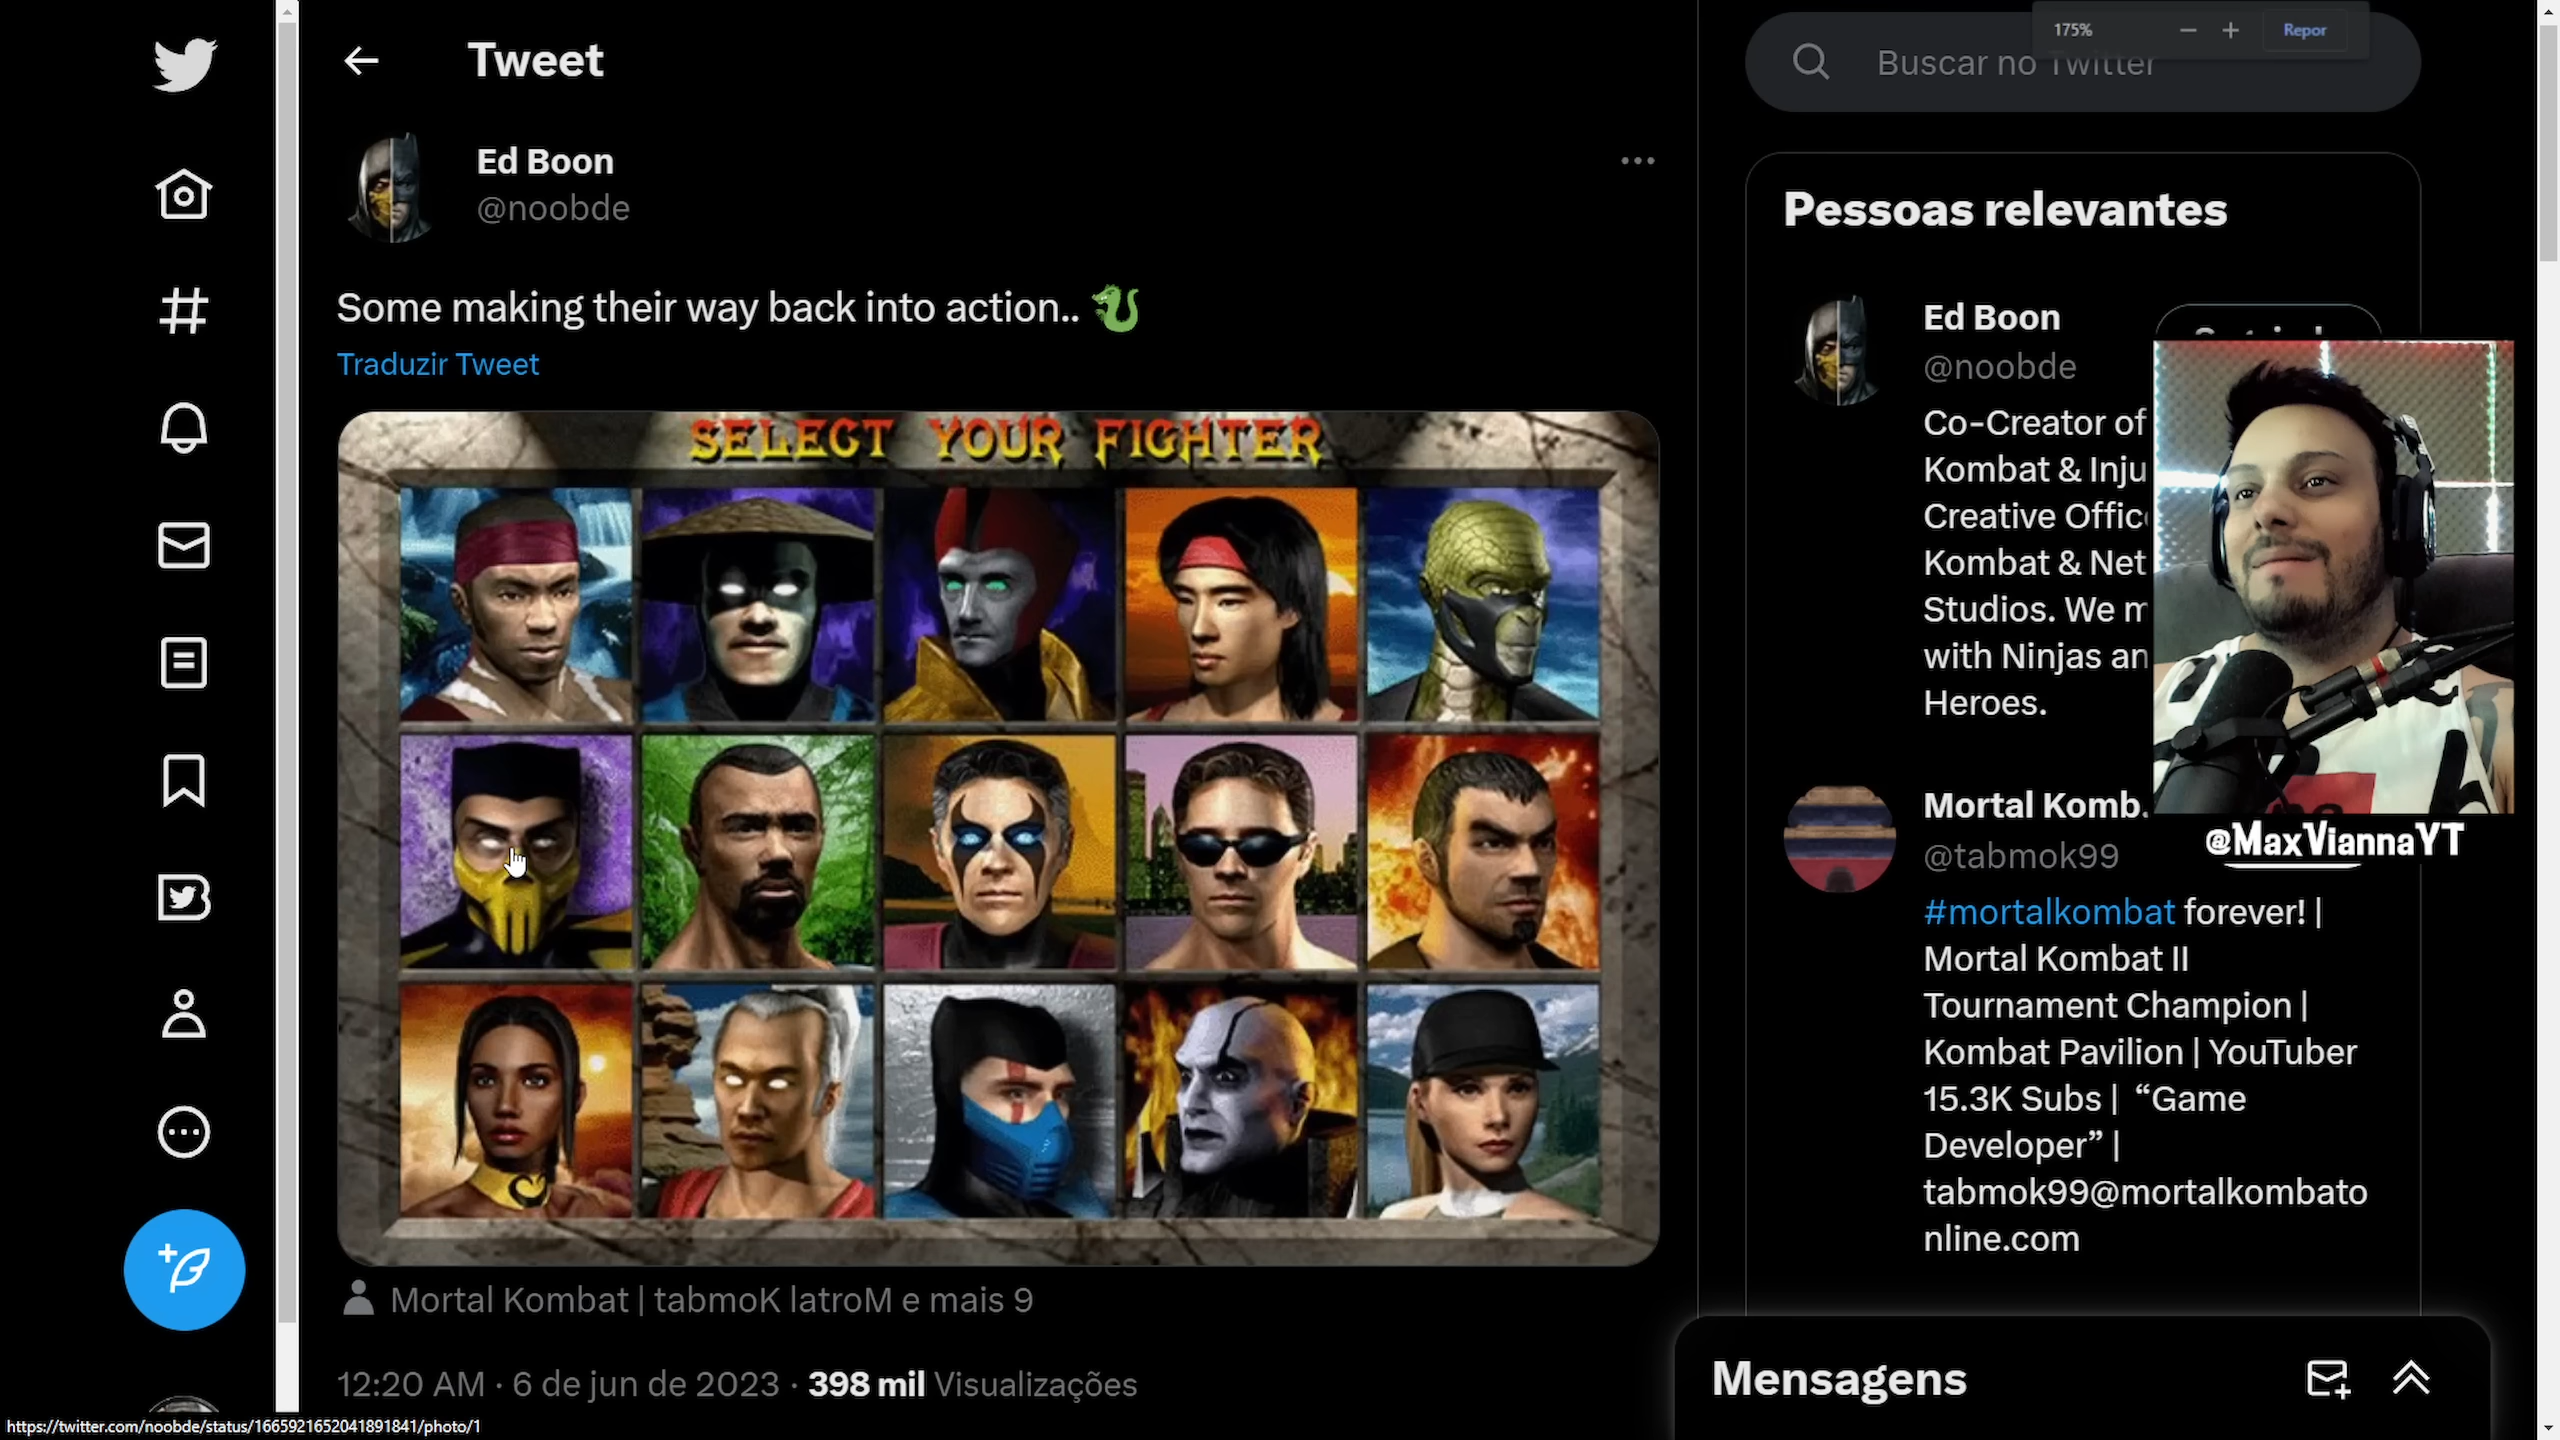 Tweet
Ed Boon
@noobde
Some making their way back into action..
Traduzir Tweet
SELECT YOUR FIGHTER
Mortal Kombat | tabmoK latroM e mais 9
12:20 AM · 6 de jun de 2023 · 398 mil Visualizações
https://twitter.com/noobde/status/1665921652041891841/photo/1
175%
Repor
Buscar no Twitter
Pessoas relevantes
Ed Boon
@noobde
Co-Creator of
Kombat & Inju
Creative Offic
Kombat & Net
Studios. We m
with Ninjas an
Heroes.
Mortal Komb.
@tabmok99
#mortalkombat forever! |
Mortal Kombat II
Tournament Champion |
Kombat Pavilion | YouTuber
15.3K Subs | “Game
Developer” |
tabmok99@mortalkombato
nline.com
@MaxViannaYT
Mensagens